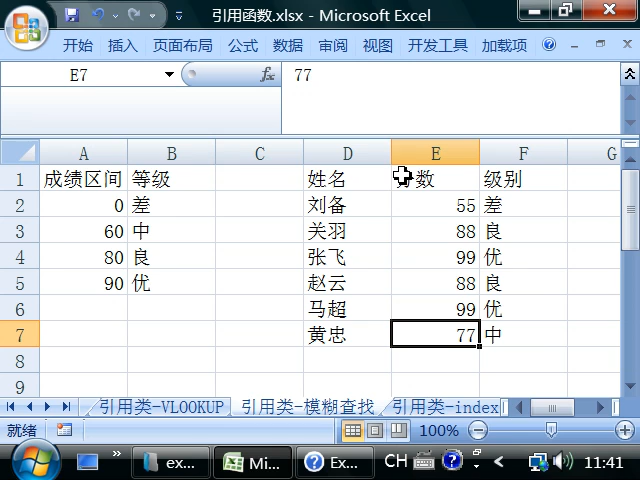 引用函数.xlsx - Microsoft Excel
开始 插入 页面布局 公式 数据 审阅 视图 开发工具 加载项
E7 fx 77
A B C D E F G
1 成绩区间 等级 姓名 分数 级别
2 0 差 刘备 55 差
3 60 中 关羽 88 良
4 80 良 张飞 99 优
5 90 优 赵云 88 良
6 马超 99 优
7 黄忠 77 中
8
9
引用类-VLOOKUP 引用类-模糊查找 引用类-index
就绪 100%
ex... Mi... Ex... CH 11:41